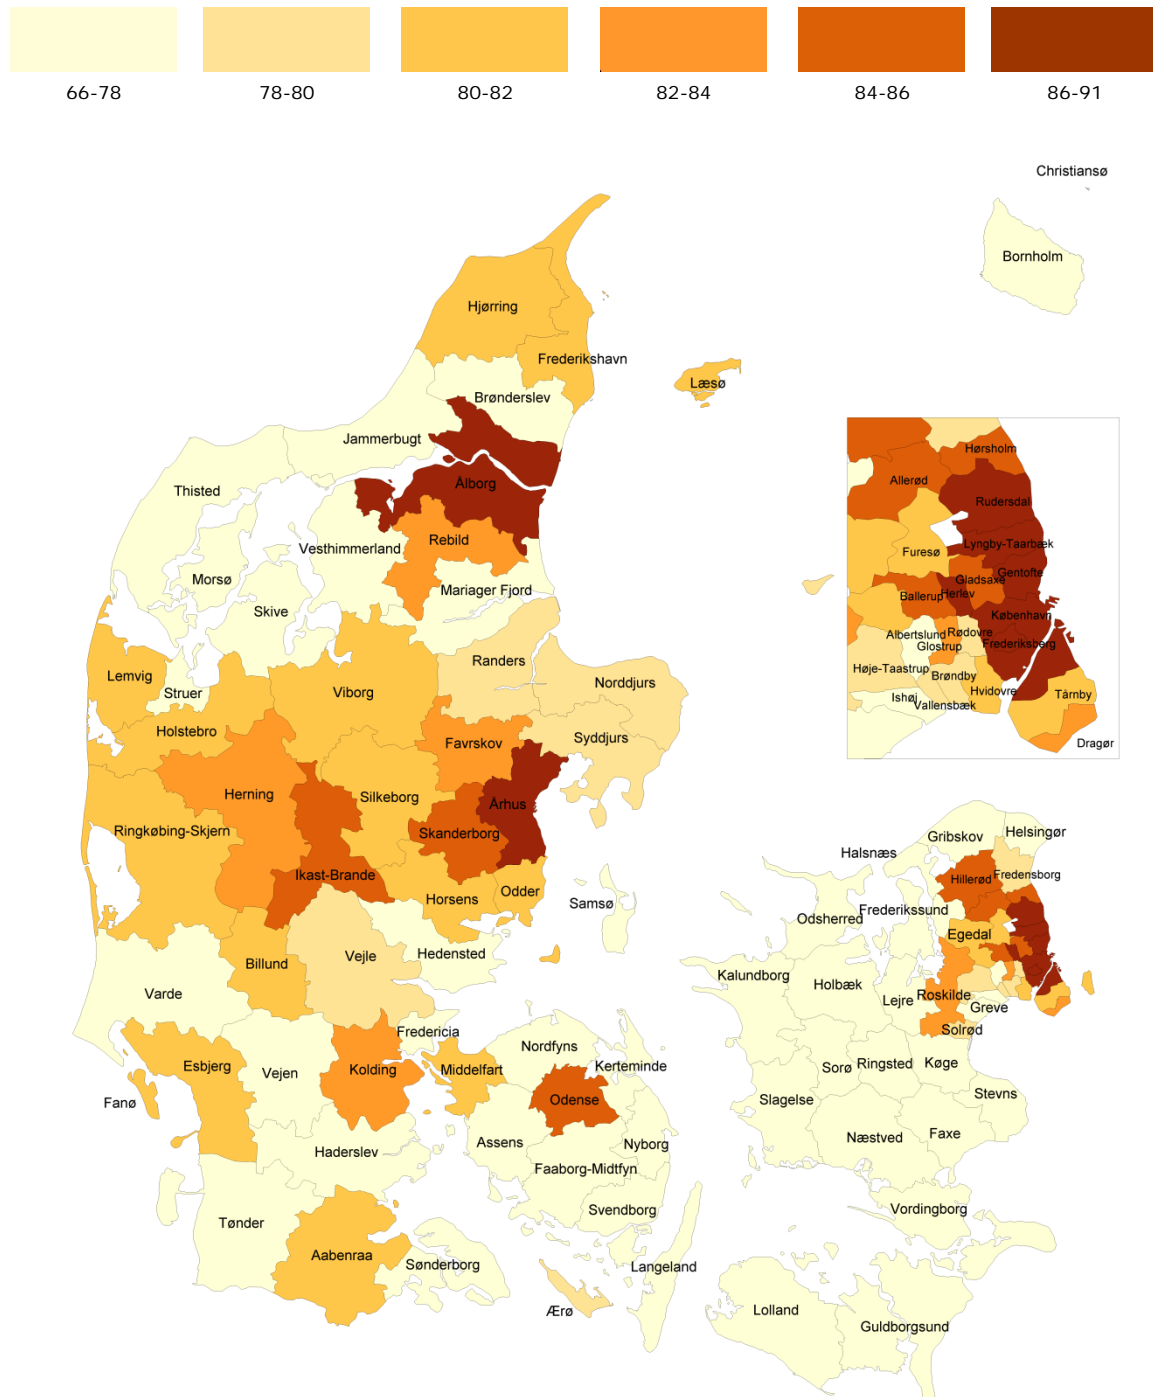 66-78 78-80 80-82 82-84 84-86 86-91
Christiansø
Bornholm
Hjørring
Frederikshavn
Læsø
Brønderslev
Jammerbugt
Hørsholm
Allerød
Thisted
Ålborg
Rudersdal
Rebild
Vesthimmerland
Lyngby-Taarbæk
Furesø
Gentofte
Morsø
Gladsaxe
Mariager Fjord
Ballerup
Herlev
Skive
København
Albertslund
Rødovre
Glostrup
Frederiksberg
Randers
Høje-Taastrup
Lemvig
Brøndby
Norddjurs
Struer
Viborg
Ishøj
Hvidovre
Tårnby
Vallensbæk
Holstebro
Syddjurs
Favrskov
Dragør
Herning
Silkeborg
Århus
Ringkøbing-Skjern
Skanderborg
Gribskov
Helsingør
Halsnæs
Ikast-Brande
Hillerød
Fredensborg
Odder
Horsens
Samsø
Frederikssund
Odsherred
Egedal
Hedensted
Vejle
Billund
Kalundborg
Holbæk
Varde
Roskilde
Lejre
Greve
Fredericia
Solrød
Nordfyns
Esbjerg
Kolding
Middelfart
Kerteminde
Ringsted
Køge
Sorø
Vejen
Fanø
Odense
Slagelse
Stevns
Assens
Nyborg
Næstved
Faxe
Haderslev
Faaborg-Midtfyn
Svendborg
Vordingborg
Tønder
Aabenraa
Sønderborg
Langeland
Ærø
Lolland
Guldborgsund